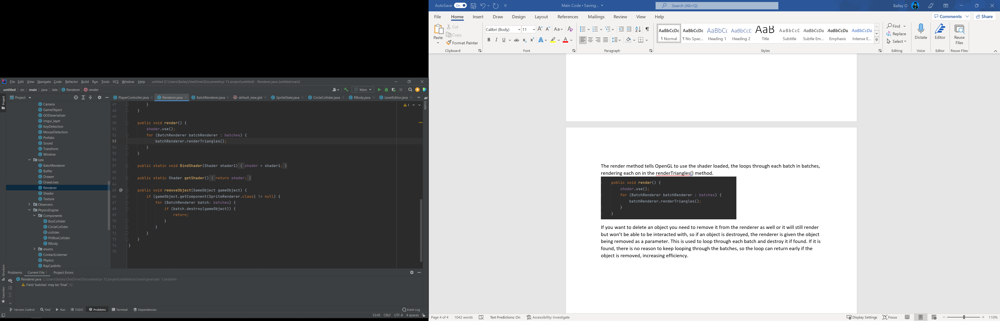 File Edit View Navigate Code Refactor Build Run Tools VCS Window Help untitled [C:\Users\Bailey\OneDrive\Documents\yr 13 project\untitled] - Renderer.java [untitled.main]
untitled src main java late Renderer render Main
Project
PlayerController.java Renderer.java BatchRenderer.java default_new.glsl SpriteState.java CircleCollider.java RBody.java LevelEditor.java
Project
Gradle
Camera
GameObject
GODeserializer
imgui_layer
KeyDetection
MouseDetection
Prefabs
Sound
Transform
Window
late
BatchRenderer
Buffer
Drawer
DrawLines
Renderer
Shader
Texture
Observers
PhysicsEngine
Components
BoxCollider
CircleCollider
collider
PillBoxCollider
RBody
enums
ContactListerner
Physics
RayCastInfo
1
47 }
48 }
49
50 public void render() {
51 shader.use();
52 for (BatchRenderer batchRenderer : batches) {
53 batchRenderer.renderTriangles();
54 }
55 }
56
57 public static void BindShader(Shader shader1) { shader = shader1; }
60
61 public static Shader getShader() { return shader; }
64
65 @ public void removeObject(GameObject gameObject) {
66 if (gameObject.getComponent(SpriteRenderer.class) != null) {
67 for (BatchRenderer batch: batches) {
68 if (batch.destroy(gameObject)) {
69 return;
70 }
71 }
72 }
73 }
74 }
75
Structure
Favorites
Problems: Current File 1 Project Errors
Renderer.java C:\Users\Bailey\OneDrive\Documents\yr 13 project\untitled\src\main\java\late 1 problem
Field 'batches' may be 'final' :12
Version Control Find Run TODO Problems Terminal Dependencies Event Log
53:45 CRLF UTF-8 4 spaces
AutoSave On Main Code • Saving... Search (Alt+Q) Bailey O
File Home Insert Draw Design Layout References Mailings Review View Help Comments Share
Paste
Cut
Copy
Format Painter
Clipboard
Calibri (Body) 11
Font
Paragraph
AaBbCcDc AaBbCcDc AaBbCc AaBbCcC AaB AaBbCcD AaBbCcDa AaBbCcDa AaBbCcDa
¶ Normal ¶ No Spac... Heading 1 Heading 2 Title Subtitle Subtle Em... Emphasis Intense E...
Styles
Find
Replace
Select
Editing
Dictate
Voice
Editor
Editor
Reuse
Files
Reuse Files
The render method tells OpenGL to use the shader loaded, the loops through each batch in batches,
rendering each on in the renderTriangles() method.
public void render() {
shader.use();
for (BatchRenderer batchRenderer : batches) {
batchRenderer.renderTriangles();
}
}
If you want to delete an object you need to remove it from the renderer as well or it will still render
but won't be able to be interacted with, so if an object is destroyed, the renderer is given the object
being removed as a parameter. This is used to loop through each batch and destroy it if found. If it is
found, there is no reason to keep looping through the batches, so the loop can return early if the
object is removed, increasing efficiency.
Page 4 of 4 1042 words Text Predictions: On Accessibility: Investigate Display Settings Focus 110%